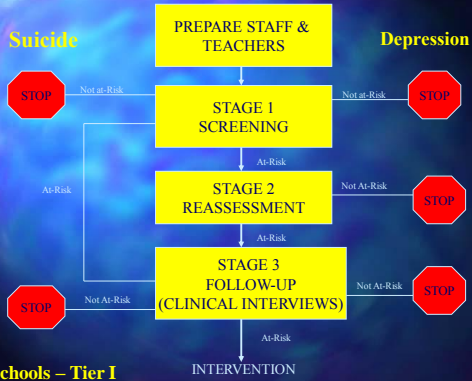 PREPARE STAFF &
TEACHERS
Suicide
Depression
STOP
Not at-Risk
STAGE 1
SCREENING
Not at-Risk
STOP
At-Risk
At-Risk
STAGE 2
REASSESSMENT
Not At-Risk
STOP
At-Risk
STAGE 3
FOLLOW-UP
(CLINICAL INTERVIEWS)
Not At-Risk
STOP
STOP
Not At-Risk
At-Risk
INTERVENTION
chools – Tier I